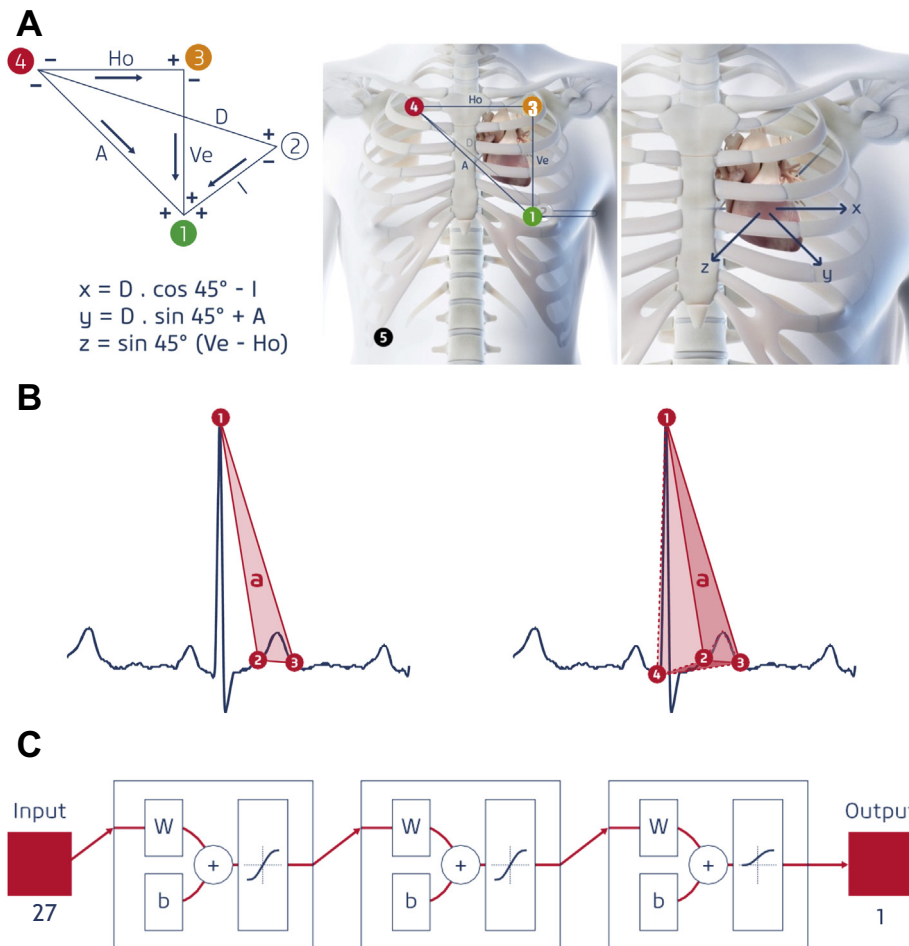 A
4
-
Ho
+
3
-
-
D
+
2
-
A
Ve
I
+
+
+
1
x = D . cos 45° - I
y = D . sin 45° + A
z = sin 45° (Ve - Ho)
4
Ho
3
D
A
Ve
1
2
5
x
y
z
B
1
a
2
3
1
a
2
3
4
C
Input
27
W
b
+
W
b
+
W
b
+
Output
1